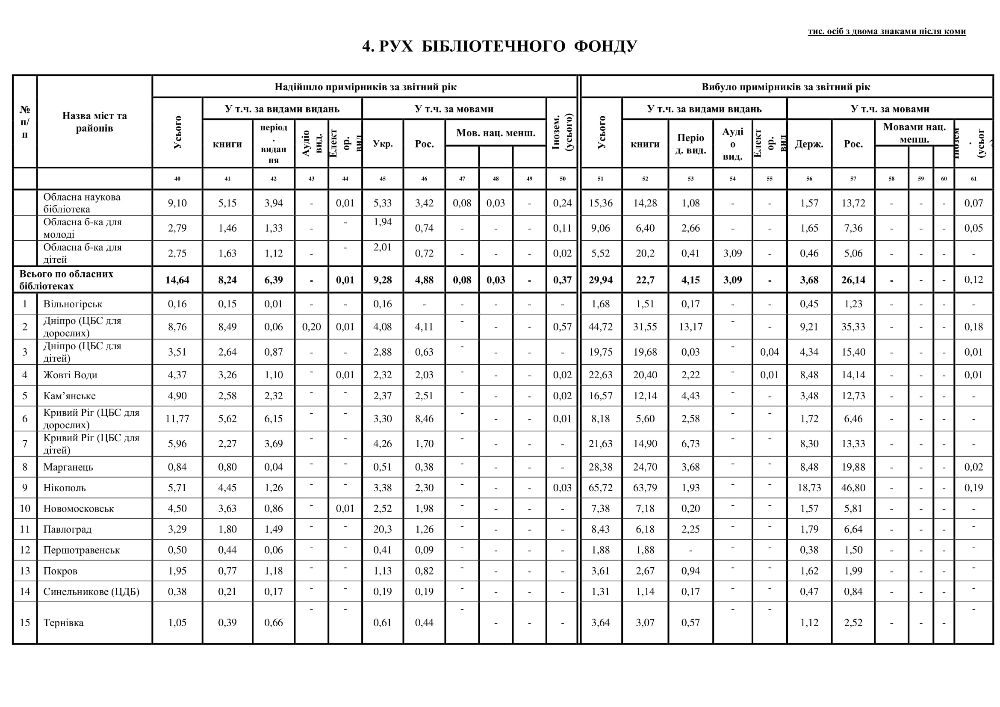 тис. осіб з двома знаками після коми
4. РУХ БІБЛІОТЕЧНОГО ФОНДУ
№ п/п Назва міст та районів Надійшло примірників за звітний рік Вибуло примірників за звітний рік
Усього У т.ч. за видами видань У т.ч. за мовами Інозем. (усього) Усього У т.ч. за видами видань У т.ч. за мовами
книги період. видання Аудіо вид. Елект ор. вид Укр. Рос. Мов. нац. менш. книги Періо д. вид. Ауді о вид. Елект ор. вид Держ. Рос. Мовами нац. менш. Інозем. (усьог
40 41 42 43 44 45 46 47 48 49 50 51 52 53 54 55 56 57 58 59 60 61
Обласна наукова бібліотека 9,10 5,15 3,94 - 0,01 5,33 3,42 0,08 0,03 - 0,24 15,36 14,28 1,08 - - 1,57 13,72 - - - 0,07
Обласна б-ка для молоді 2,79 1,46 1,33 - - 1,94 0,74 - - - 0,11 9,06 6,40 2,66 - - 1,65 7,36 - - - 0,05
Обласна б-ка для дітей 2,75 1,63 1,12 - - 2,01 0,72 - - - 0,02 5,52 20,2 0,41 3,09 - 0,46 5,06 - - - -
Всього по обласних бібліотеках 14,64 8,24 6,39 - 0,01 9,28 4,88 0,08 0,03 - 0,37 29,94 22,7 4,15 3,09 - 3,68 26,14 - - - 0,12
1 Вільногірськ 0,16 0,15 0,01 - - 0,16 - - - - - 1,68 1,51 0,17 - - 0,45 1,23 - - - -
2 Дніпро (ЦБС для дорослих) 8,76 8,49 0,06 0,20 0,01 4,08 4,11 - - - 0,57 44,72 31,55 13,17 - - 9,21 35,33 - - - 0,18
3 Дніпро (ЦБС для дітей) 3,51 2,64 0,87 - - 2,88 0,63 - - - - 19,75 19,68 0,03 - 0,04 4,34 15,40 - - - 0,01
4 Жовті Води 4,37 3,26 1,10 - 0,01 2,32 2,03 - - - 0,02 22,63 20,40 2,22 - 0,01 8,48 14,14 - - - 0,01
5 Кам’янське 4,90 2,58 2,32 - - 2,37 2,51 - - - 0,02 16,57 12,14 4,43 - - 3,48 12,73 - - - -
6 Кривий Ріг (ЦБС для дорослих) 11,77 5,62 6,15 - - 3,30 8,46 - - - 0,01 8,18 5,60 2,58 - - 1,72 6,46 - - - -
7 Кривий Ріг (ЦБС для дітей) 5,96 2,27 3,69 - - 4,26 1,70 - - - - 21,63 14,90 6,73 - - 8,30 13,33 - - - -
8 Марганець 0,84 0,80 0,04 - - 0,51 0,38 - - - - 28,38 24,70 3,68 - - 8,48 19,88 - - - 0,02
9 Нікополь 5,71 4,45 1,26 - - 3,38 2,30 - - - 0,03 65,72 63,79 1,93 - - 18,73 46,80 - - - 0,19
10 Новомосковськ 4,50 3,63 0,86 - 0,01 2,52 1,98 - - - - 7,38 7,18 0,20 - - 1,57 5,81 - - - -
11 Павлоград 3,29 1,80 1,49 - - 20,3 1,26 - - - - 8,43 6,18 2,25 - - 1,79 6,64 - - - -
12 Першотравенськ 0,50 0,44 0,06 - - 0,41 0,09 - - - - 1,88 1,88 - - - 0,38 1,50 - - - -
13 Покров 1,95 0,77 1,18 - - 1,13 0,82 - - - - 3,61 2,67 0,94 - - 1,62 1,99 - - - -
14 Синельникове (ЦДБ) 0,38 0,21 0,17 - - 0,19 0,19 - - - - 1,31 1,14 0,17 - - 0,47 0,84 - - - -
15 Тернівка 1,05 0,39 0,66 - - 0,61 0,44 - - - - 3,64 3,07 0,57 - - 1,12 2,52 - - - -